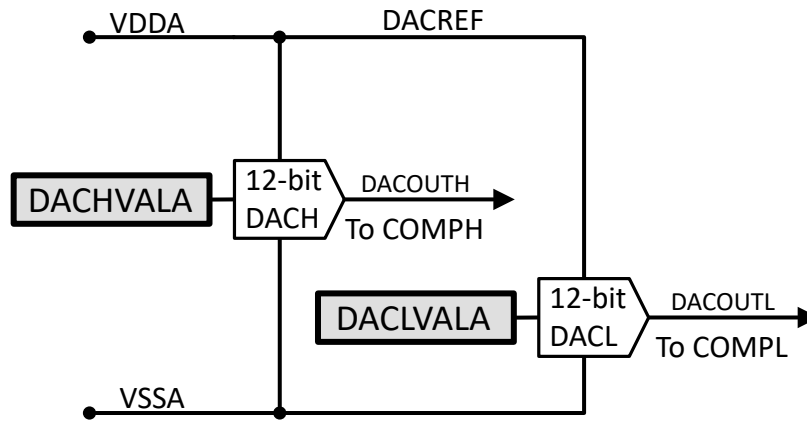 VDDA
DACREF
DACHVALA
12-bit
DACH
DACOUTH
To COMPH
DACLVALA
12-bit
DACL
DACOUTL
To COMPL
VSSA